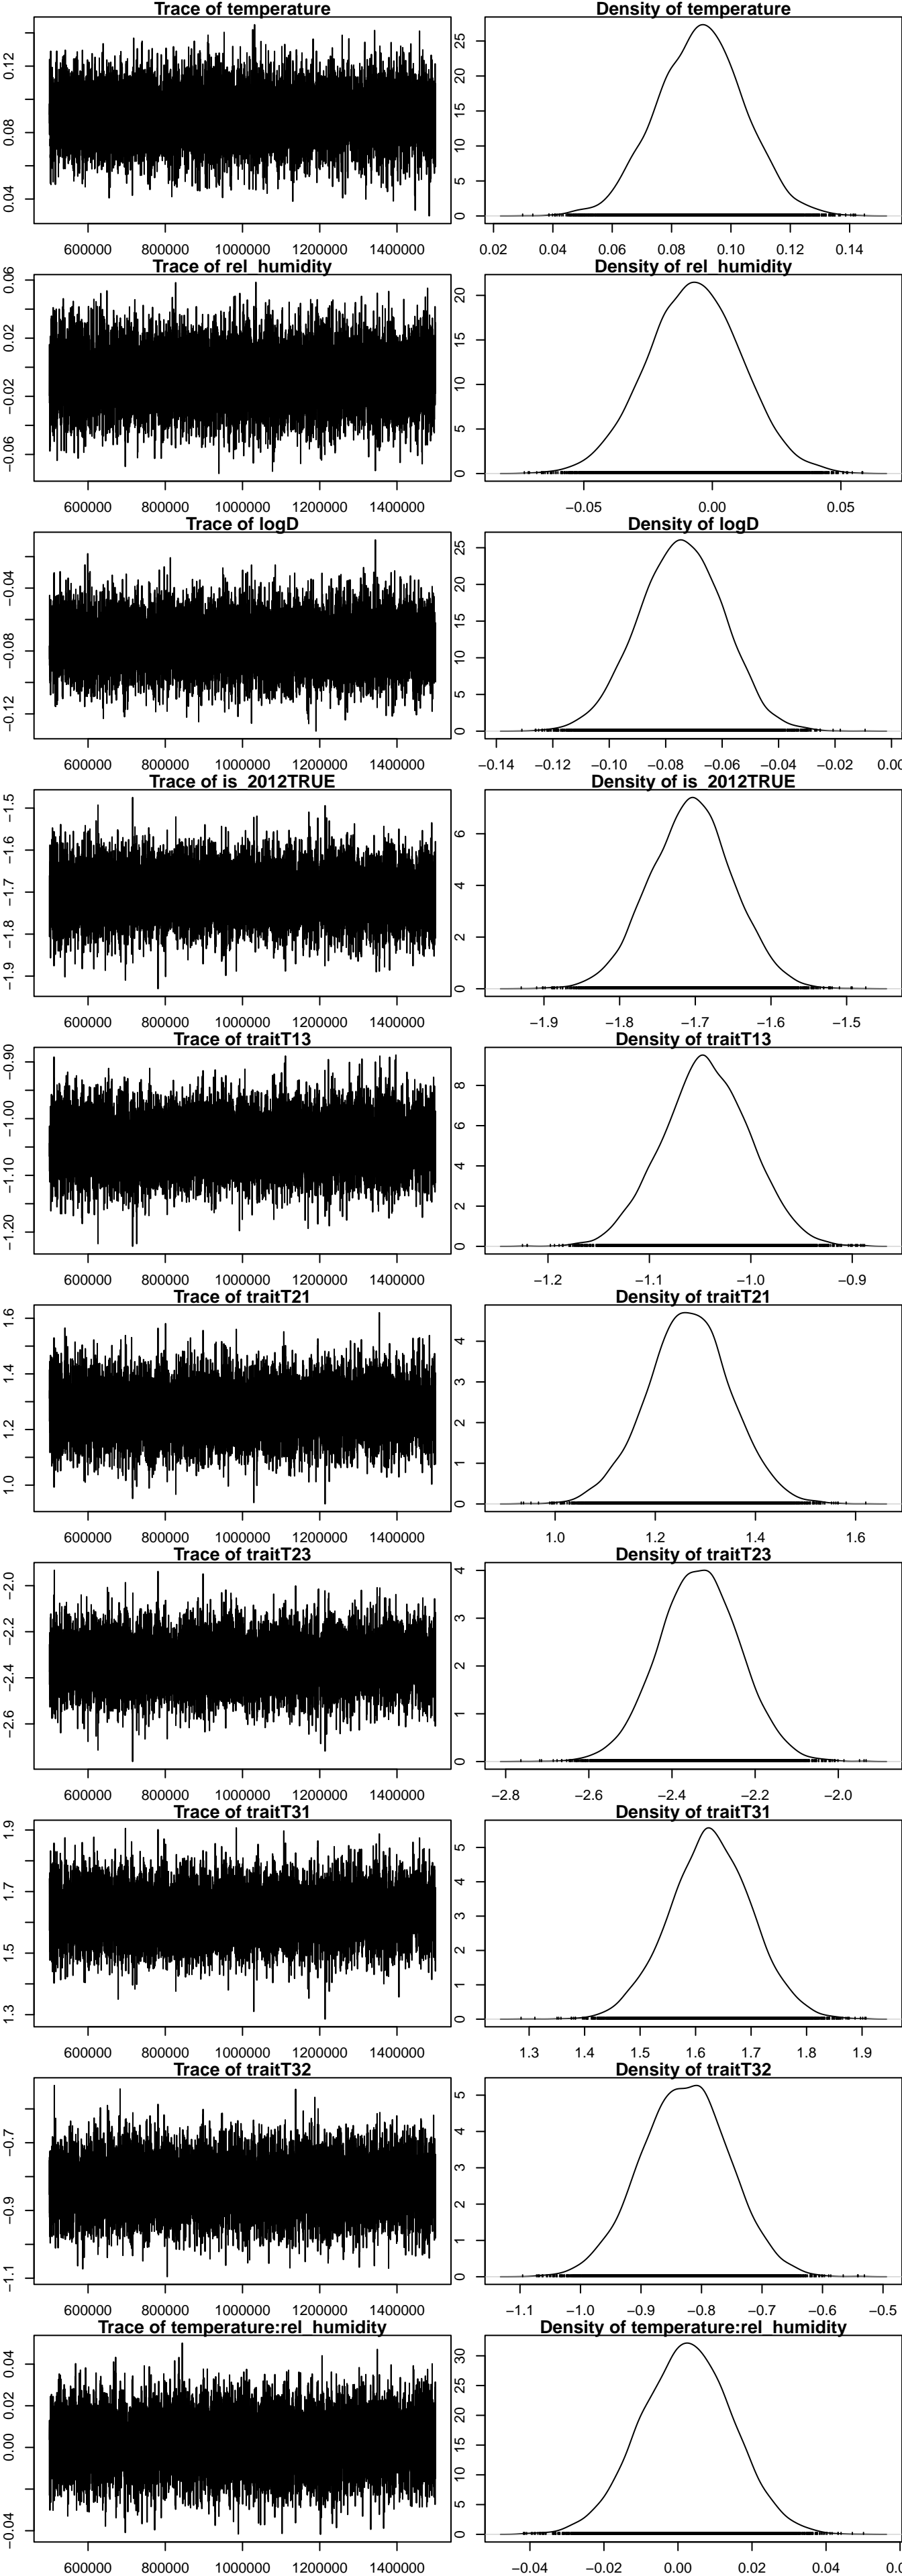 Trace of temperature
Density of temperature
0.04 0.08 0.12
600000 800000 1000000 1200000 1400000
0 5 10 15 20 25
0.02 0.04 0.06 0.08 0.10 0.12 0.14
Trace of rel_humidity
Density of rel_humidity
−0.06 −0.02 0.02 0.06
600000 800000 1000000 1200000 1400000
0 5 10 15 20
−0.05 0.00 0.05
Trace of logD
Density of logD
−0.12 −0.08 −0.04
600000 800000 1000000 1200000 1400000
0 5 10 15 20 25
−0.14 −0.12 −0.10 −0.08 −0.06 −0.04 −0.02 0.00
Trace of is_2012TRUE
Density of is_2012TRUE
−1.9 −1.8 −1.7 −1.6 −1.5
600000 800000 1000000 1200000 1400000
0 2 4 6
−1.9 −1.8 −1.7 −1.6 −1.5
Trace of traitT13
Density of traitT13
−1.20 −1.10 −1.00 −0.90
600000 800000 1000000 1200000 1400000
0 2 4 6 8
−1.2 −1.1 −1.0 −0.9
Trace of traitT21
Density of traitT21
1.0 1.2 1.4 1.6
600000 800000 1000000 1200000 1400000
0 1 2 3 4
1.0 1.2 1.4 1.6
Trace of traitT23
Density of traitT23
−2.6 −2.4 −2.2 −2.0
600000 800000 1000000 1200000 1400000
0 1 2 3 4
−2.8 −2.6 −2.4 −2.2 −2.0
Trace of traitT31
Density of traitT31
1.3 1.5 1.7 1.9
600000 800000 1000000 1200000 1400000
0 1 2 3 4 5
1.3 1.4 1.5 1.6 1.7 1.8 1.9
Trace of traitT32
Density of traitT32
−1.1 −0.9 −0.7
600000 800000 1000000 1200000 1400000
0 1 2 3 4 5
−1.1 −1.0 −0.9 −0.8 −0.7 −0.6 −0.5
Trace of temperature:rel_humidity
Density of temperature:rel_humidity
−0.04 0.00 0.02 0.04
600000 800000 1000000 1200000 1400000
0 5 10 15 20 25 30
−0.04 −0.02 0.00 0.02 0.04